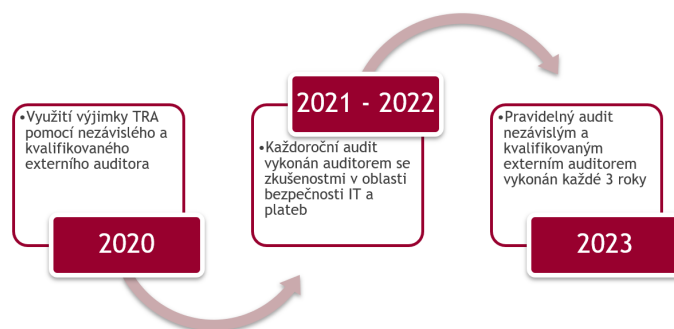 •Využití výjimky TRA
pomocí nezávislého a
kvalifikovaného
externího auditora
2020
2021 - 2022
•Každoroční audit
vykonán auditorem se
zkušenostmi v oblasti
bezpečnosti IT a
plateb
•Pravidelný audit
nezávislým a
kvalifikovaným
externím auditorem
vykonán každé 3 roky
2023